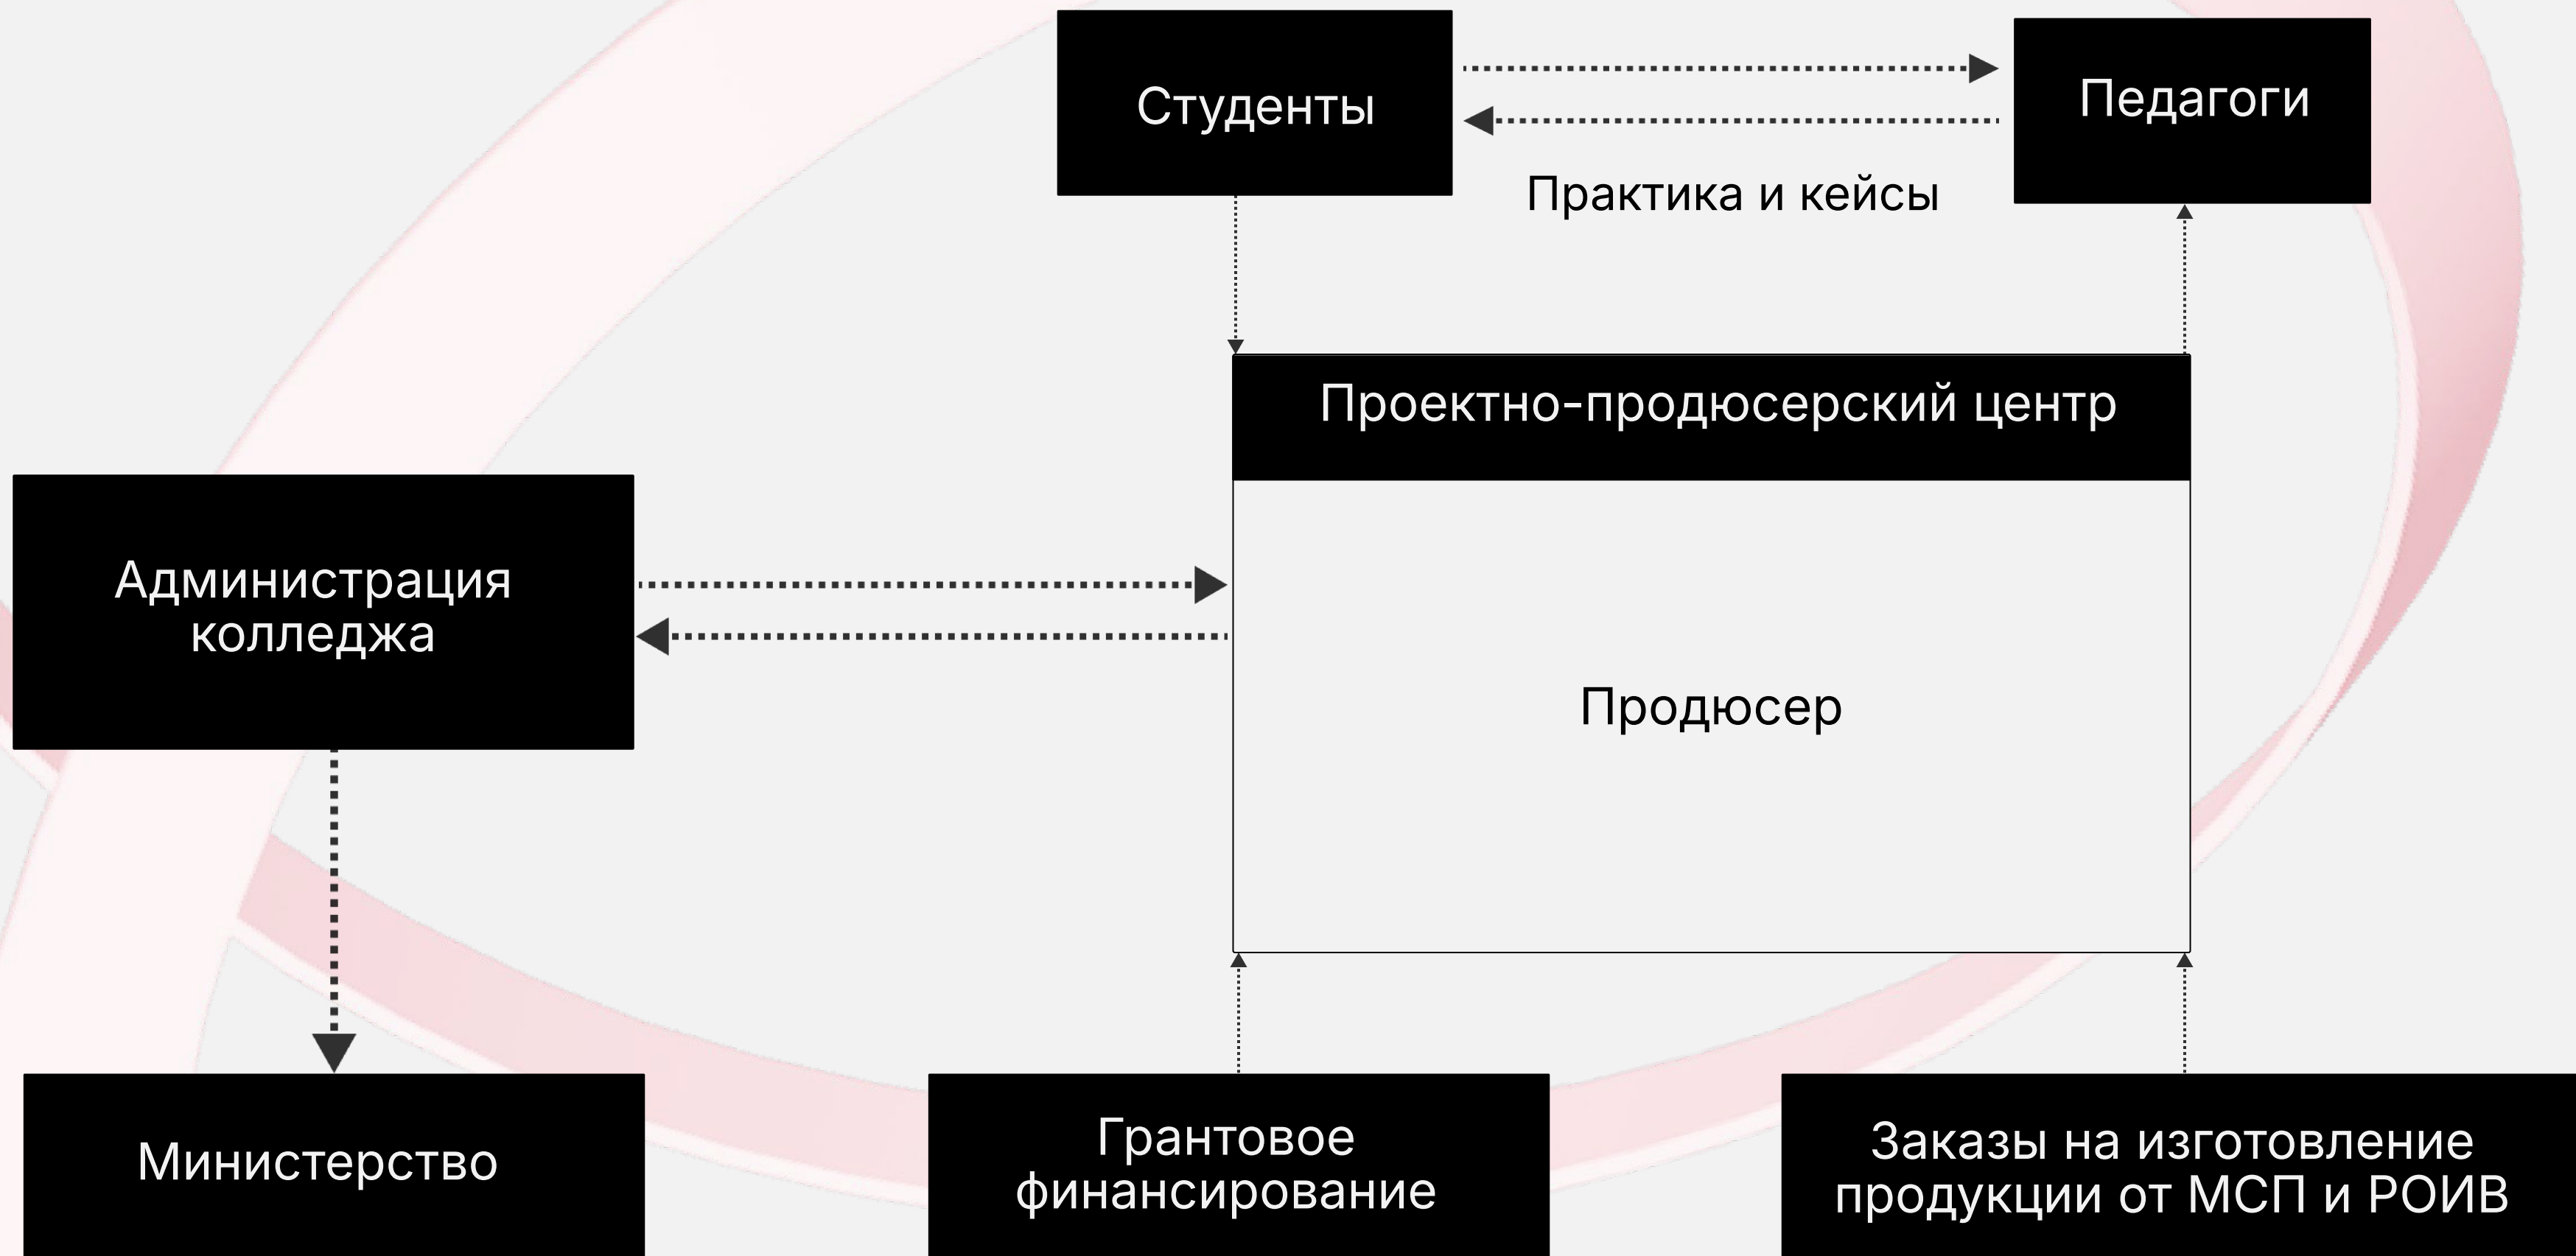 Студенты
Педагоги
Практика и кейсы
Проектно-продюсерский центр
Администрация
колледжа
Продюсер
Министерство
Грантовое
финансирование
Заказы на изготовление
продукции от МСП и РОИВ